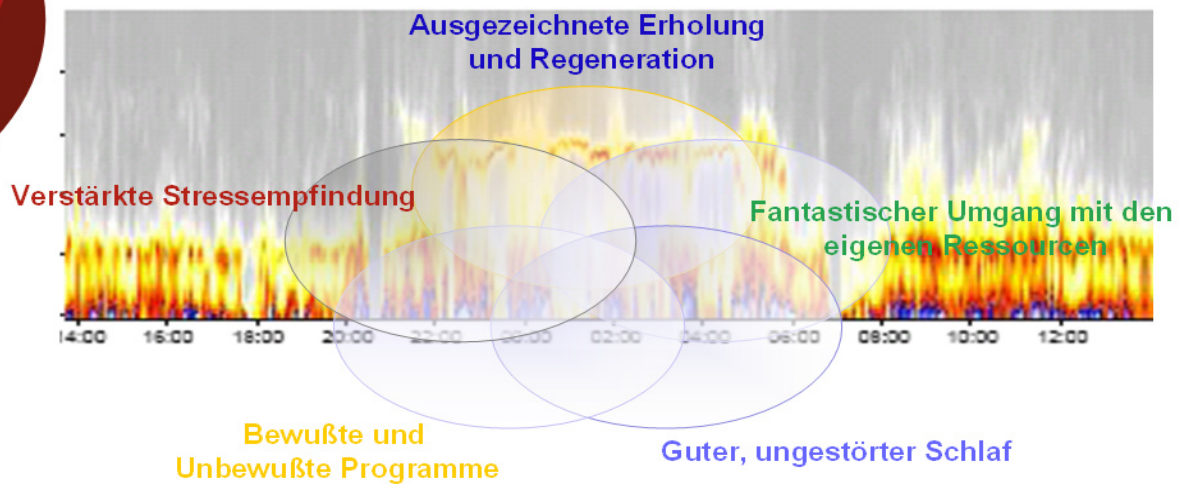 Ausgezeichnete Erholung
und Regeneration
Verstärkte Stressempfindung
Fantastischer Umgang mit den
eigenen Ressourcen
14:00 16:00 18:00 20:00 22:00 00:00 02:00 04:00 06:00 08:00 10:00 12:00
Bewußte und
Unbewußte Programme
Guter, ungestörter Schlaf